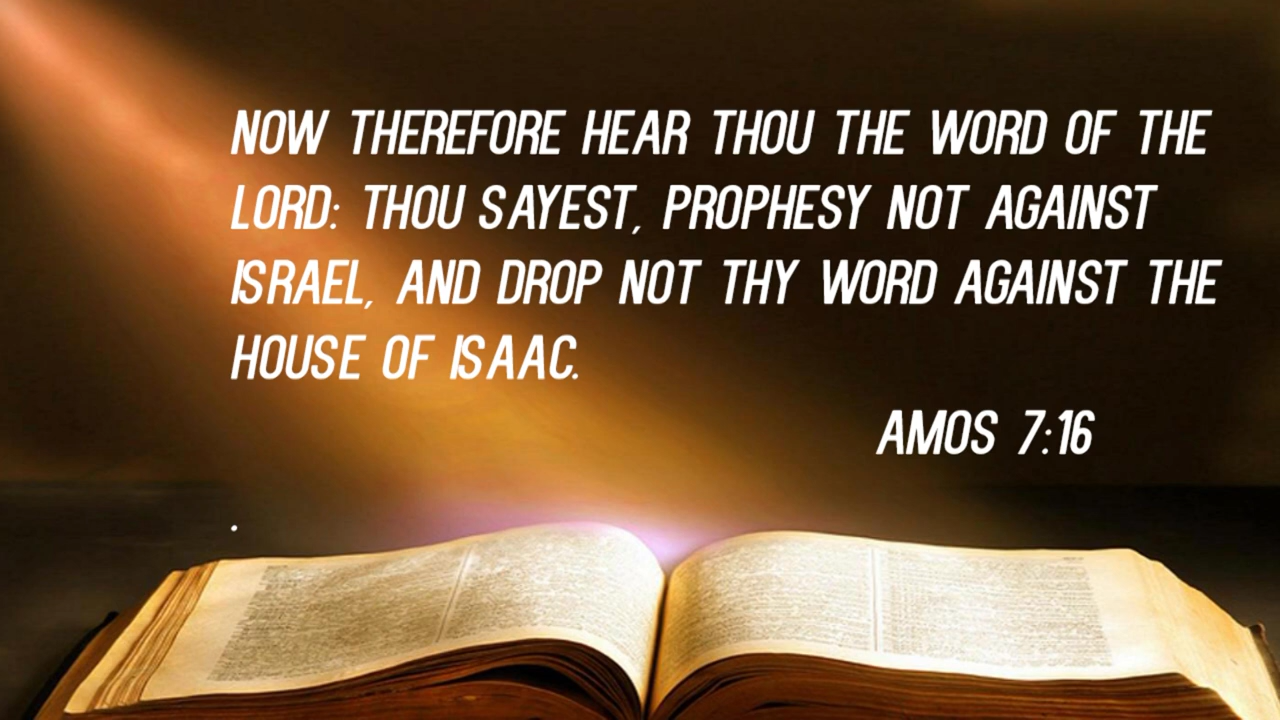 NOW THEREFORE HEAR THOU THE WORD OF THE
LORD: THOU SAYEST, PROPHESY NOT AGAINST
ISRAEL, AND DROP NOT THY WORD AGAINST THE
HOUSE OF ISAAC.
AMOS 7:16
.